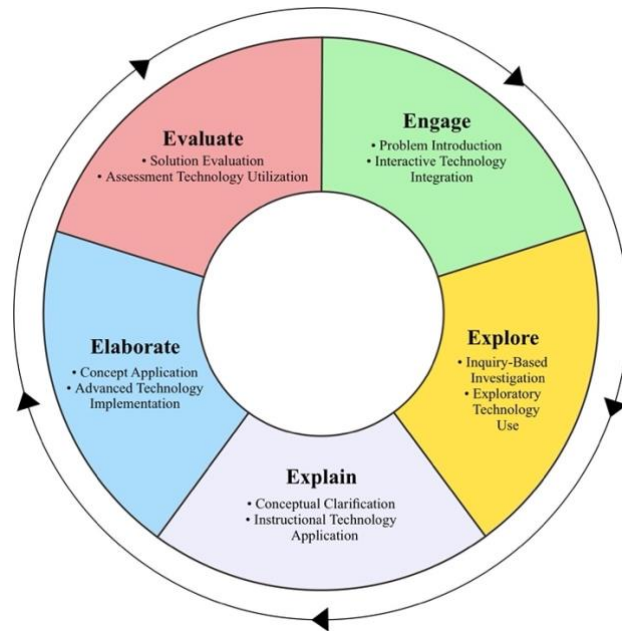 Engage
• Problem Introduction
• Interactive Technology
Integration
Explore
• Inquiry-Based
Investigation
• Exploratory
Technology
Use
Explain
• Conceptual Clarification
• Instructional Technology
Application
Elaborate
• Concept Application
• Advanced Technology
Implementation
Evaluate
• Solution Evaluation
• Assessment Technology Utilization